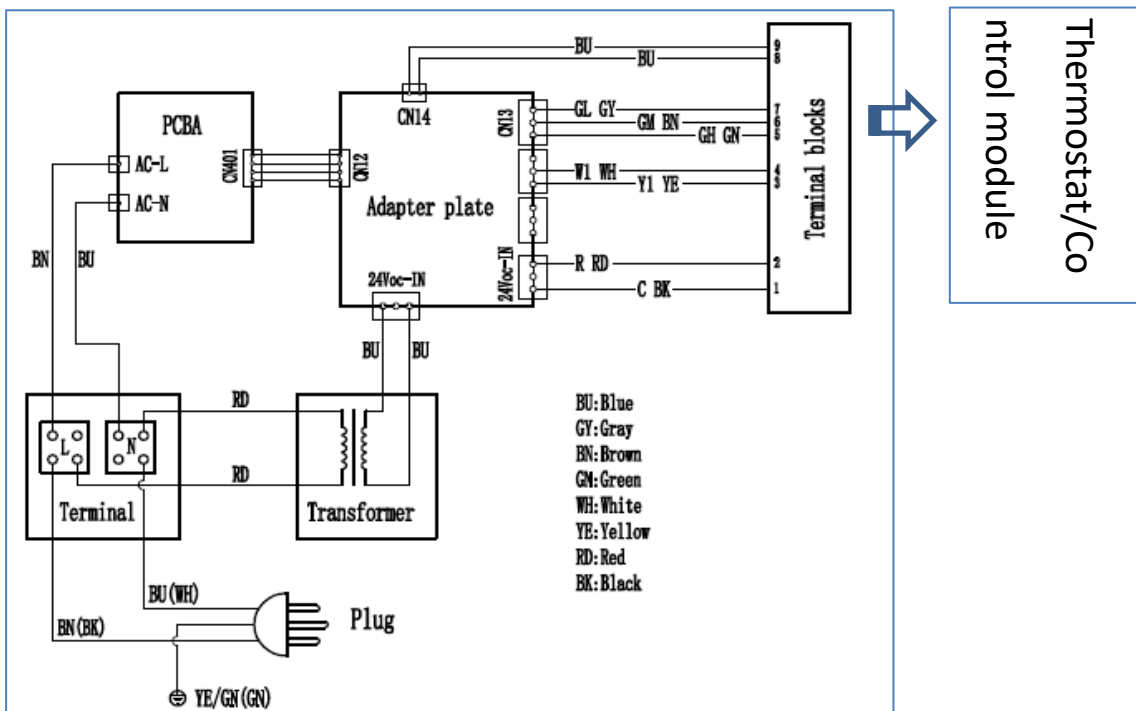 BU
BU
9
8
CN14
CN13
GL GY
GM BN
GH GN
7
6
5
PCBA
AC-L
AC-N
CN401
CN12
Adapter plate
W1 WH
Y1 YE
4
3
Terminal blocks
Thermostat/Co
ntrol module
BN
BU
24Voc-IN
24Voc-IN
R RD
C BK
2
1
BU
BU
RD
L
N
RD
Terminal
Transformer
BU:Blue
GY:Gray
BN:Brown
GM:Green
WH:White
YE:Yellow
RD:Red
BK:Black
BU(WH)
BN(BK)
Plug
YE/GN(GN)